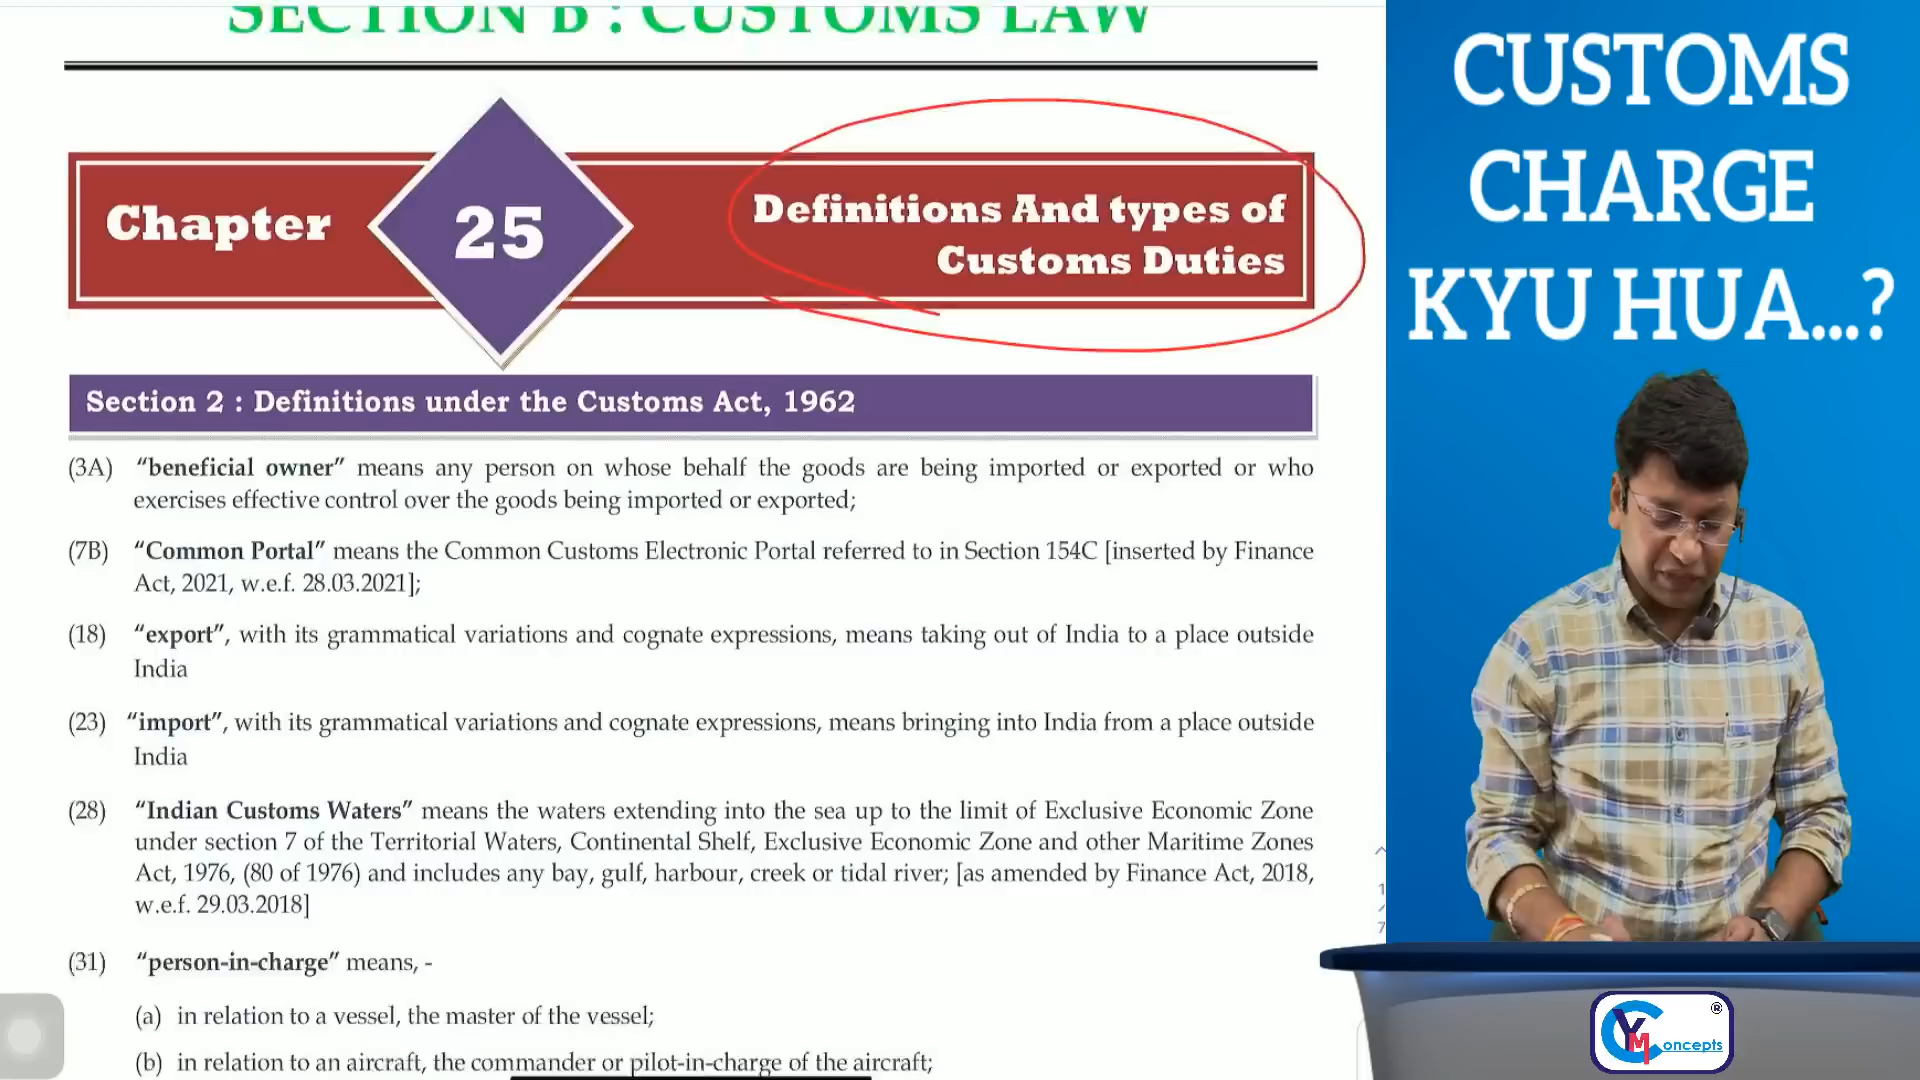 SECTION B : CUSTOMS LAW
Chapter
25
Definitions And types of
Customs Duties
Section 2 : Definitions under the Customs Act, 1962
(3A) “beneficial owner” means any person on whose behalf the goods are being imported or exported or who
exercises effective control over the goods being imported or exported;
(7B) “Common Portal” means the Common Customs Electronic Portal referred to in Section 154C [inserted by Finance
Act, 2021, w.e.f. 28.03.2021];
(18) “export”, with its grammatical variations and cognate expressions, means taking out of India to a place outside
India
(23) “import”, with its grammatical variations and cognate expressions, means bringing into India from a place outside
India
(28) “Indian Customs Waters” means the waters extending into the sea up to the limit of Exclusive Economic Zone
under section 7 of the Territorial Waters, Continental Shelf, Exclusive Economic Zone and other Maritime Zones
Act, 1976, (80 of 1976) and includes any bay, gulf, harbour, creek or tidal river; [as amended by Finance Act, 2018,
w.e.f. 29.03.2018]
(31) “person-in-charge” means, -
(a) in relation to a vessel, the master of the vessel;
(b) in relation to an aircraft, the commander or pilot-in-charge of the aircraft;
1
/
7
CUSTOMS
CHARGE
KYU HUA...?
YM Concepts ®